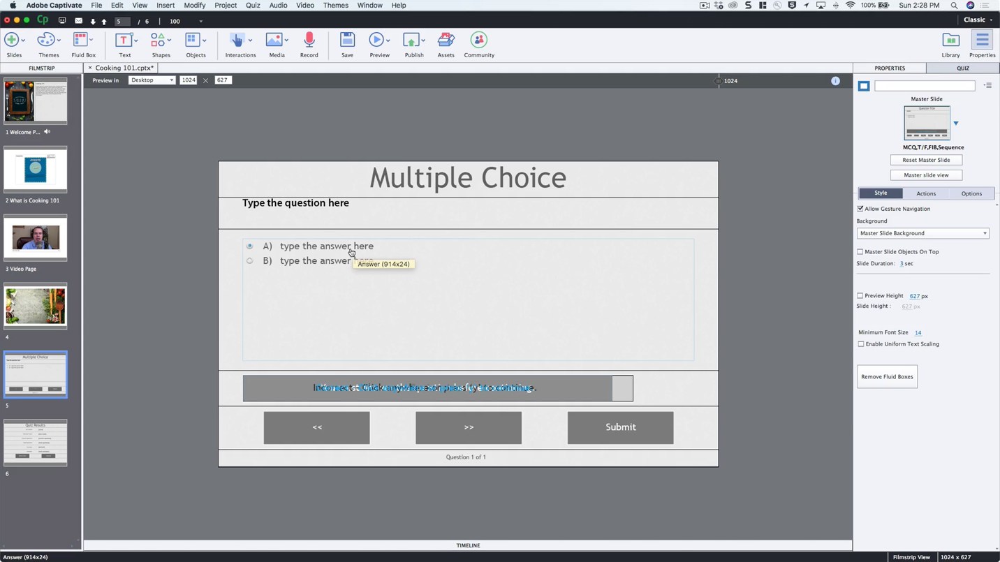 Adobe Captivate File Edit View Insert Modify Project Quiz Audio Video Themes Window Help 100% Sun 2:28 PM
Cp 5 / 6 100 Classic
Slides Themes Fluid Box Text Shapes Objects Interactions Media Record Save Preview Publish Assets Community Library Properties
FILMSTRIP × Cooking 101.cptx* PROPERTIES QUIZ
Preview in Desktop 1024 × 627 1024
1 Welcome P...
2 What is Cooking 101
3 Video Page
4
Multiple Choice
5
Quiz Results
6
Multiple Choice
Type the question here
A) type the answer here
B) type the answer
Answer (914x24)
<< >> Submit
Question 1 of 1
Master Slide
MCQ,T/F,FIB,Sequence
Reset Master Slide
Master slide view
Style Actions Options
Allow Gesture Navigation
Background
Master Slide Background
Master Slide Objects On Top
Slide Duration: 3 sec
Preview Height 627 px
Slide Height : 627 px
Minimum Font Size 14
Enable Uniform Text Scaling
Remove Fluid Boxes
TIMELINE
Answer (914x24) Filmstrip View 1024 x 627